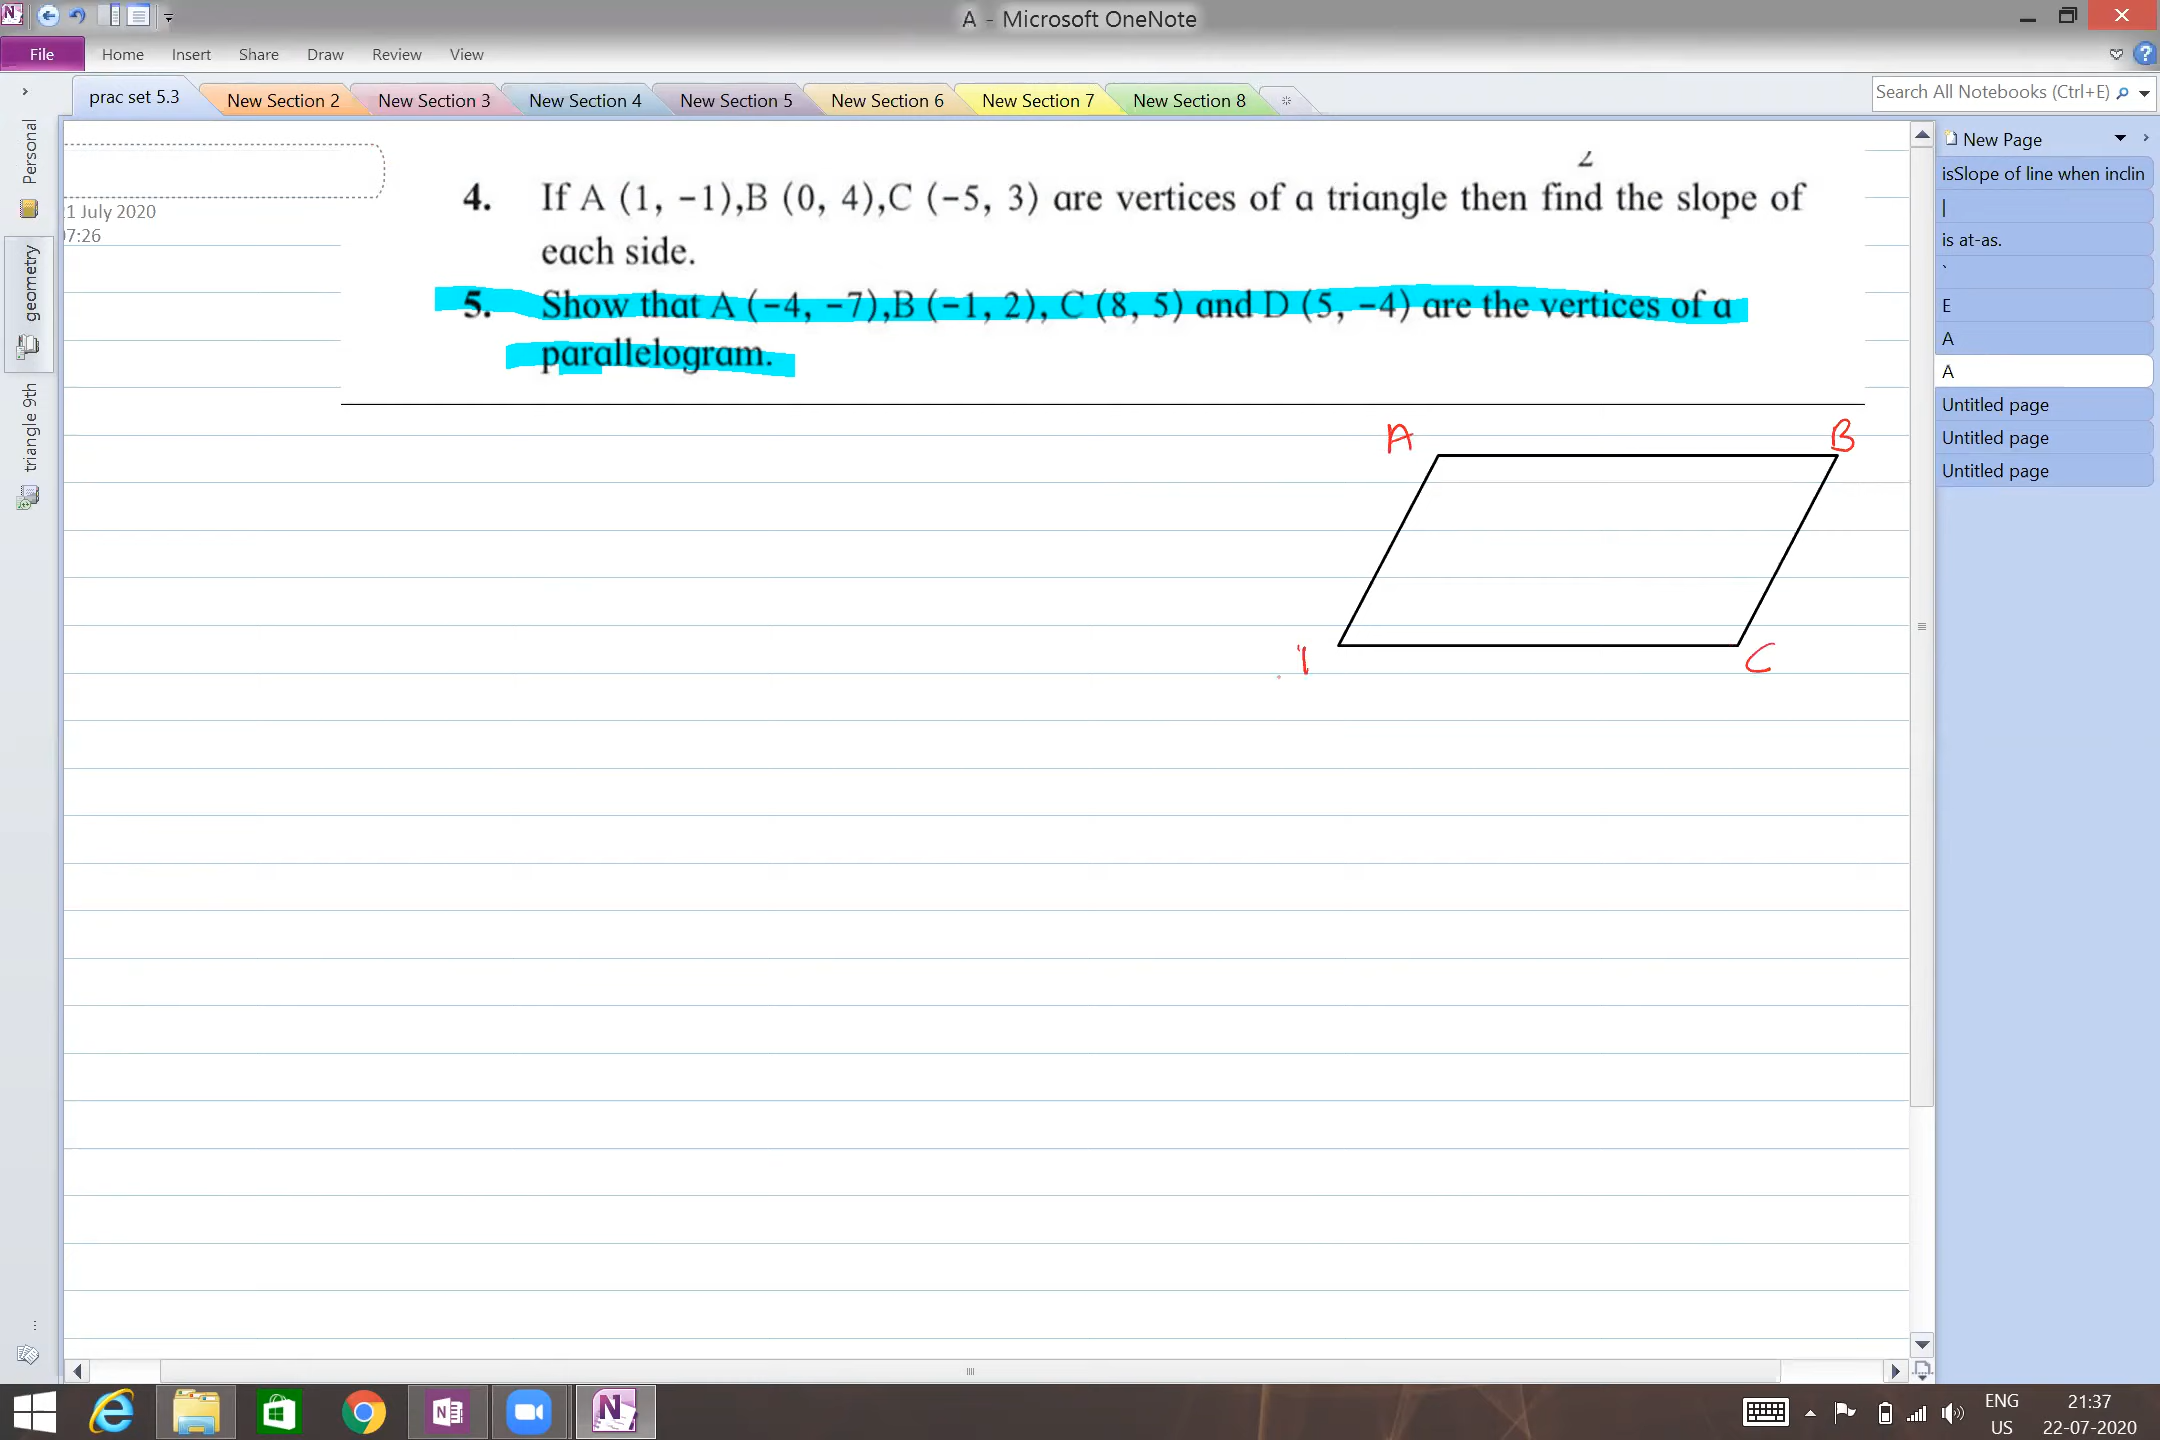 A - Microsoft OneNote
File Home Insert Share Draw Review View
prac set 5.3 New Section 2 New Section 3 New Section 4 New Section 5 New Section 6 New Section 7 New Section 8
Search All Notebooks (Ctrl+E)
Personal
geometry
triangle 9th
1 July 2020
07:26
2
4. If A (1, −1),B (0, 4),C (−5, 3) are vertices of a triangle then find the slope of
each side.
5. Show that A (−4, −7),B (−1, 2), C (8, 5) and D (5, −4) are the vertices of a
parallelogram.
A B
C
New Page
isSlope of line when inclin
|
is at-as.
`
E
A
A
Untitled page
Untitled page
Untitled page
ENG
US
21:37
22-07-2020